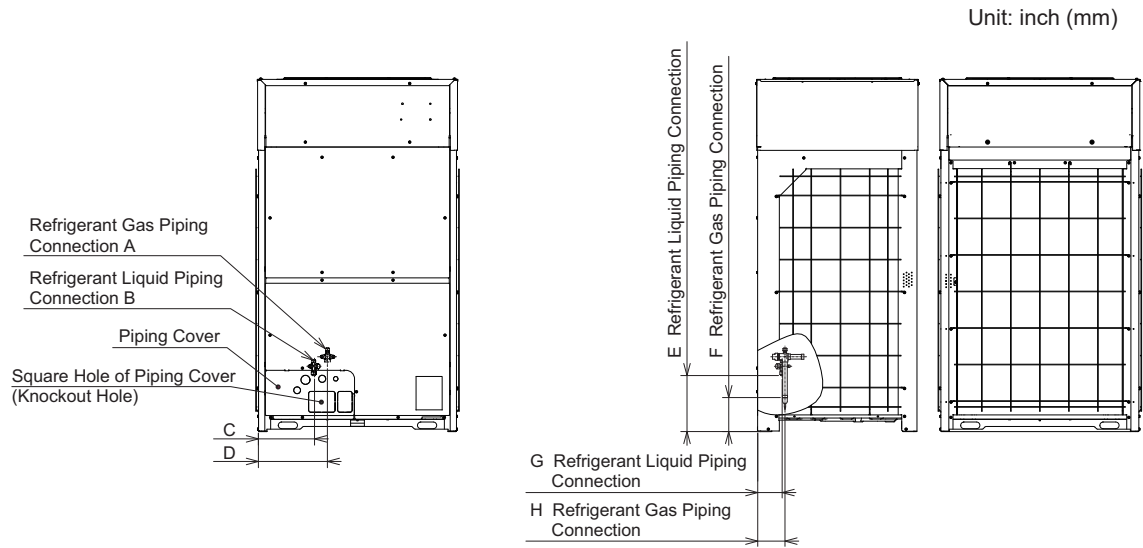 Unit: inch (mm)
Refrigerant Gas Piping
Connection A
Refrigerant Liquid Piping
Connection B
Piping Cover
Square Hole of Piping Cover
(Knockout Hole)
C
D
E Refrigerant Liquid Piping Connection
F Refrigerant Gas Piping Connection
G Refrigerant Liquid Piping
Connection
H Refrigerant Gas Piping
Connection